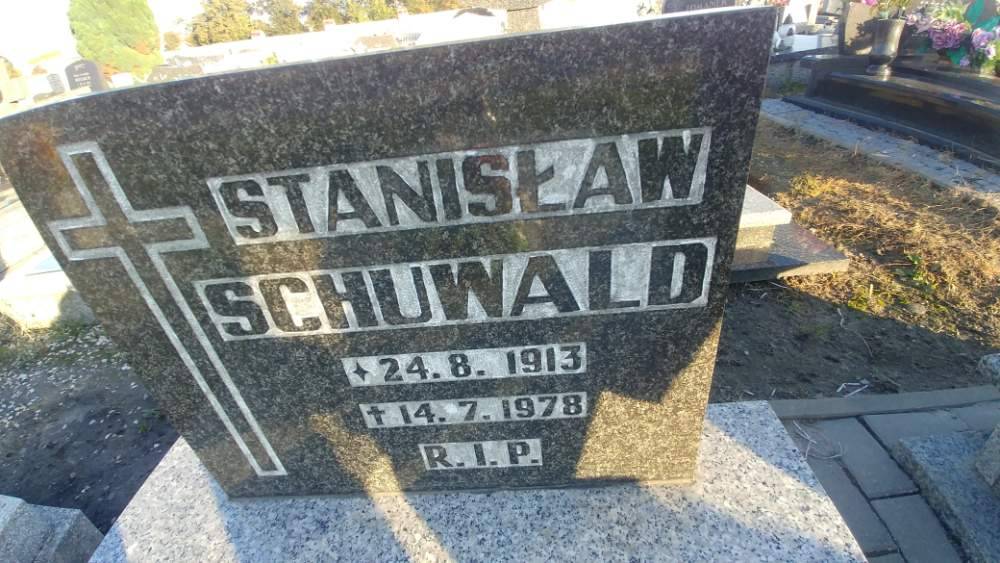 STANISŁAW
SCHUWALD
✦ 24. 8. 1913
✝ 14. 7. 1978
R. I. P.